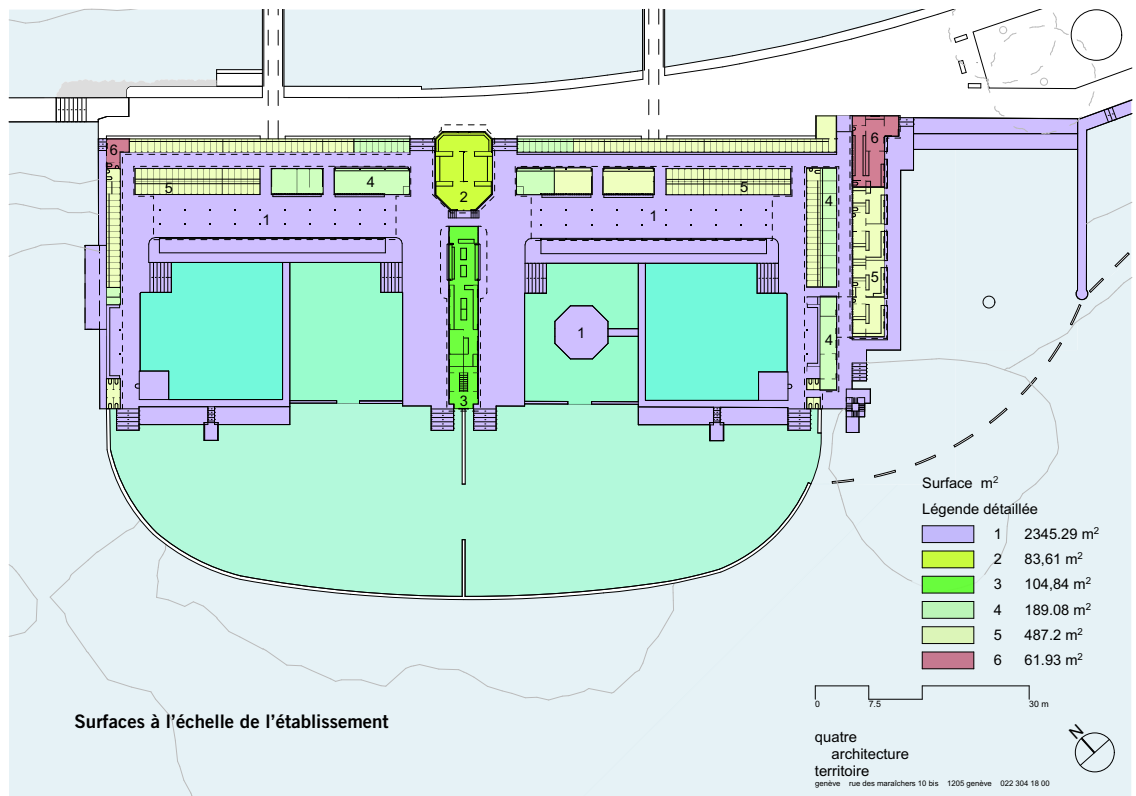 6
6
5
4
5
2
4
1
1
5
1
4
3
Surface m²
Légende détaillée
1 2345.29 m²
2 83,61 m²
3 104,84 m²
4 189.08 m²
5 487.2 m²
6 61.93 m²
0 7.5 30 m
Surfaces à l'échelle de l'établissement
N
quatre
architecture
territoire
genève rue des maraîchers 10 bis 1205 genève 022 304 18 00